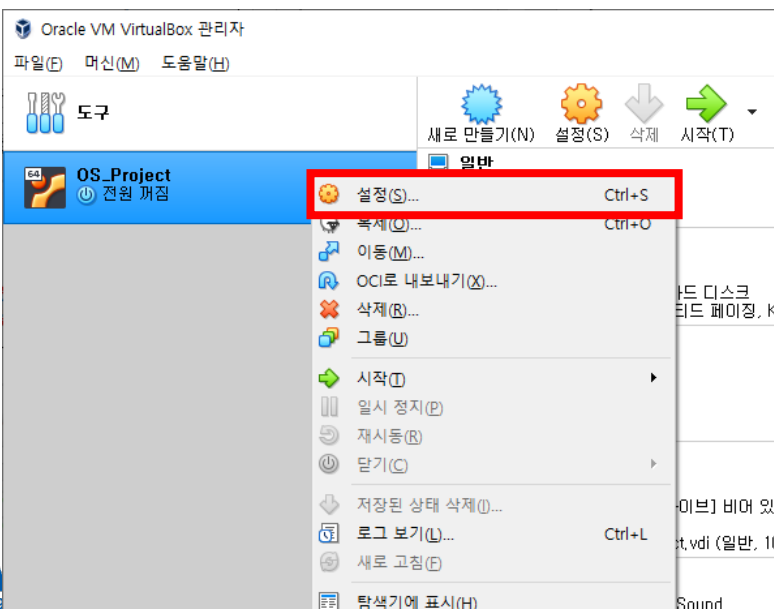 Oracle VM VirtualBox 관리자
파일(F) 머신(M) 도움말(H)
도구
새로 만들기(N) 설정(S) 삭제 시작(T)
일반
64
OS_Project
전원 꺼짐
설정(S)... Ctrl+S
복제(O)... Ctrl+O
이동(M)...
OCI로 내보내기(X)...
드 디스크
삭제(R)...
티드 페이징, K
그룹(U)
시작(T)
일시 정지(P)
재시동(R)
닫기(C)
저장된 상태 삭제(I)...
이브] 비어 있
로그 보기(L)... Ctrl+L
ct.vdi (일반, 10
새로 고침(F)
탐색기에 표시(H)
Sound